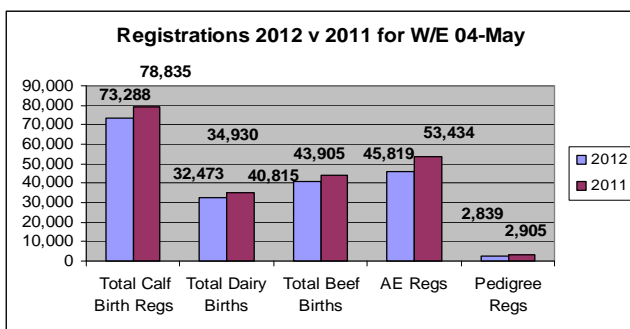 Registrations 2012 v 2011 for W/E 04-May
90,000
80,000
70,000
60,000
50,000
40,000
30,000
20,000
10,000
0
78,835
73,288
34,930
32,473
43,905
40,815
53,434
45,819
2,839
2,905
2012
2011
Total Calf
Birth Regs
Total Dairy
Births
Total Beef
Births
AE Regs
Pedigree
Regs